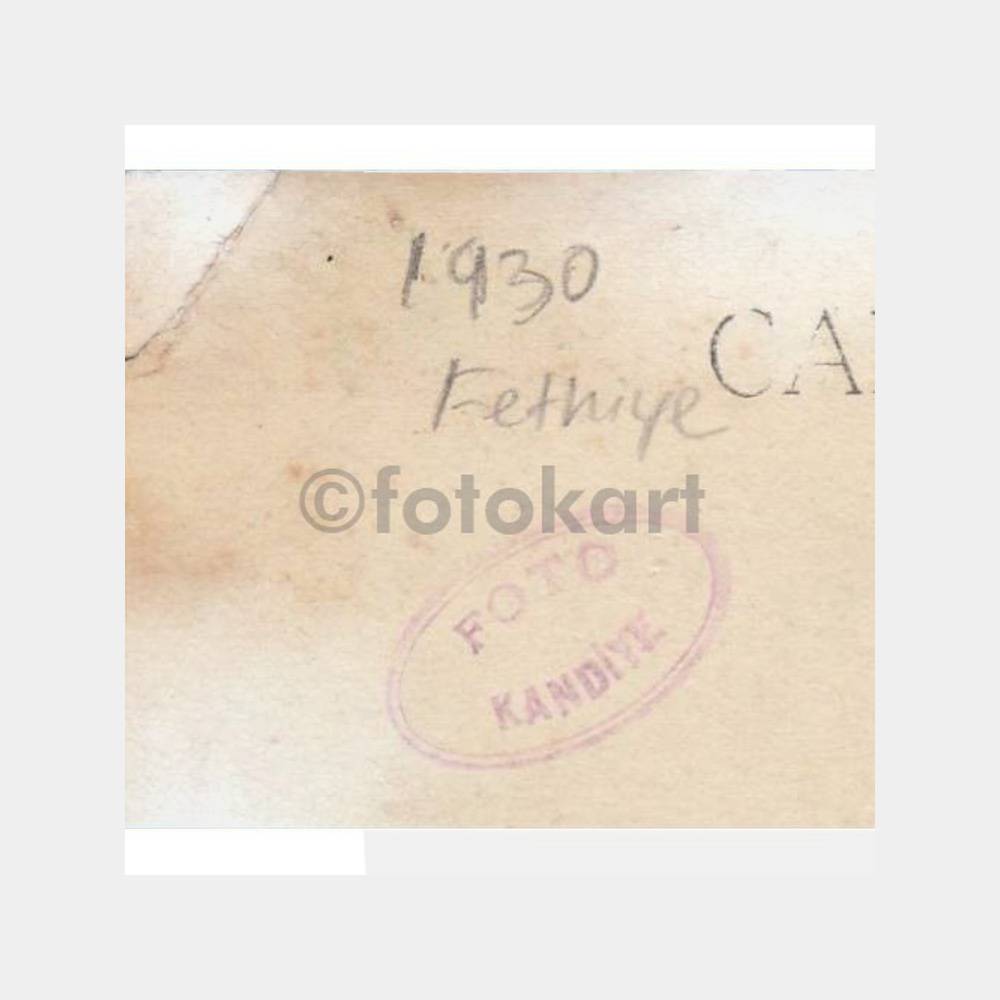 1930
CA
Fethiye
©fotokart
FOTO
KANDİYE